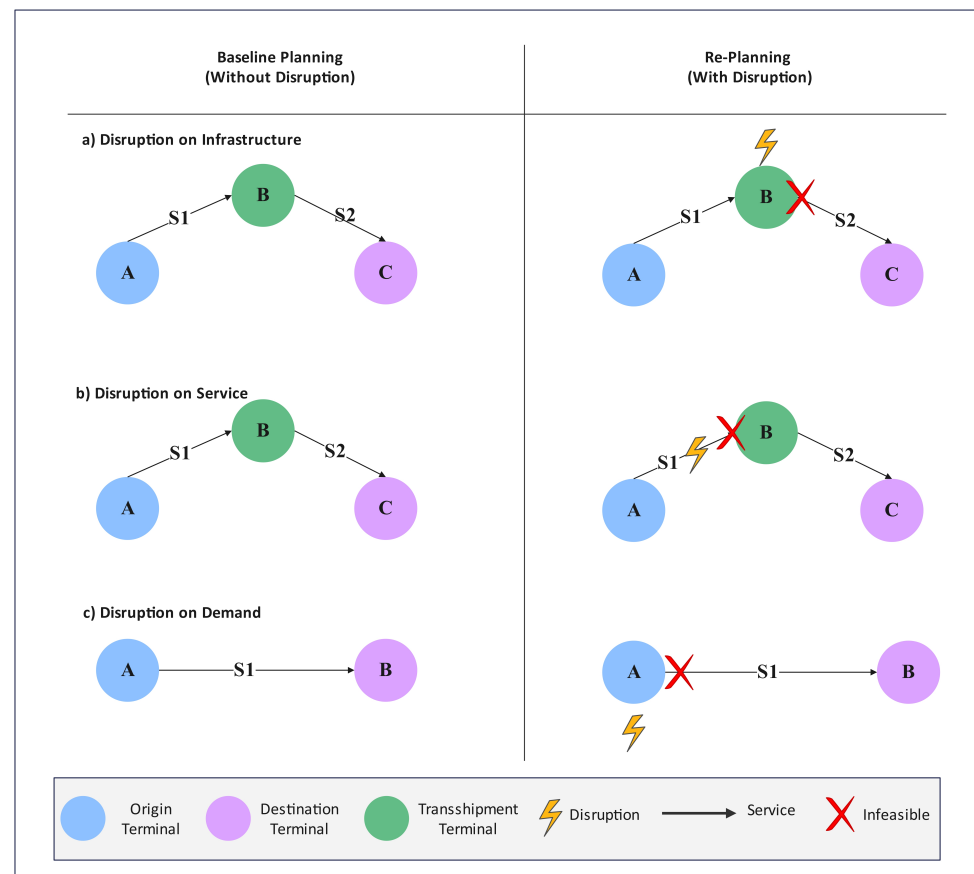 Baseline Planning
(Without Disruption)
Re-Planning
(With Disruption)
a) Disruption on Infrastructure
B
S1
S2
A
C
B
S1
S2
A
C
b) Disruption on Service
B
S1
S2
A
C
B
S1
S2
A
C
c) Disruption on Demand
A
S1
B
A
S1
B
Origin
Terminal
Destination
Terminal
Transshipment
Terminal
Disruption
Service
Infeasible